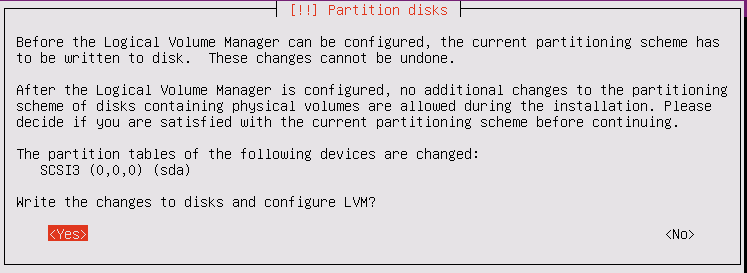 [!!] Partition disks
Before the Logical Volume Manager can be configured, the current partitioning scheme has
to be written to disk.  These changes cannot be undone.
After the Logical Volume Manager is configured, no additional changes to the partitioning
scheme of disks containing physical volumes are allowed during the installation. Please
decide if you are satisfied with the current partitioning scheme before continuing.
The partition tables of the following devices are changed:
SCSI3 (0,0,0) (sda)
Write the changes to disks and configure LVM?
<Yes> <No>